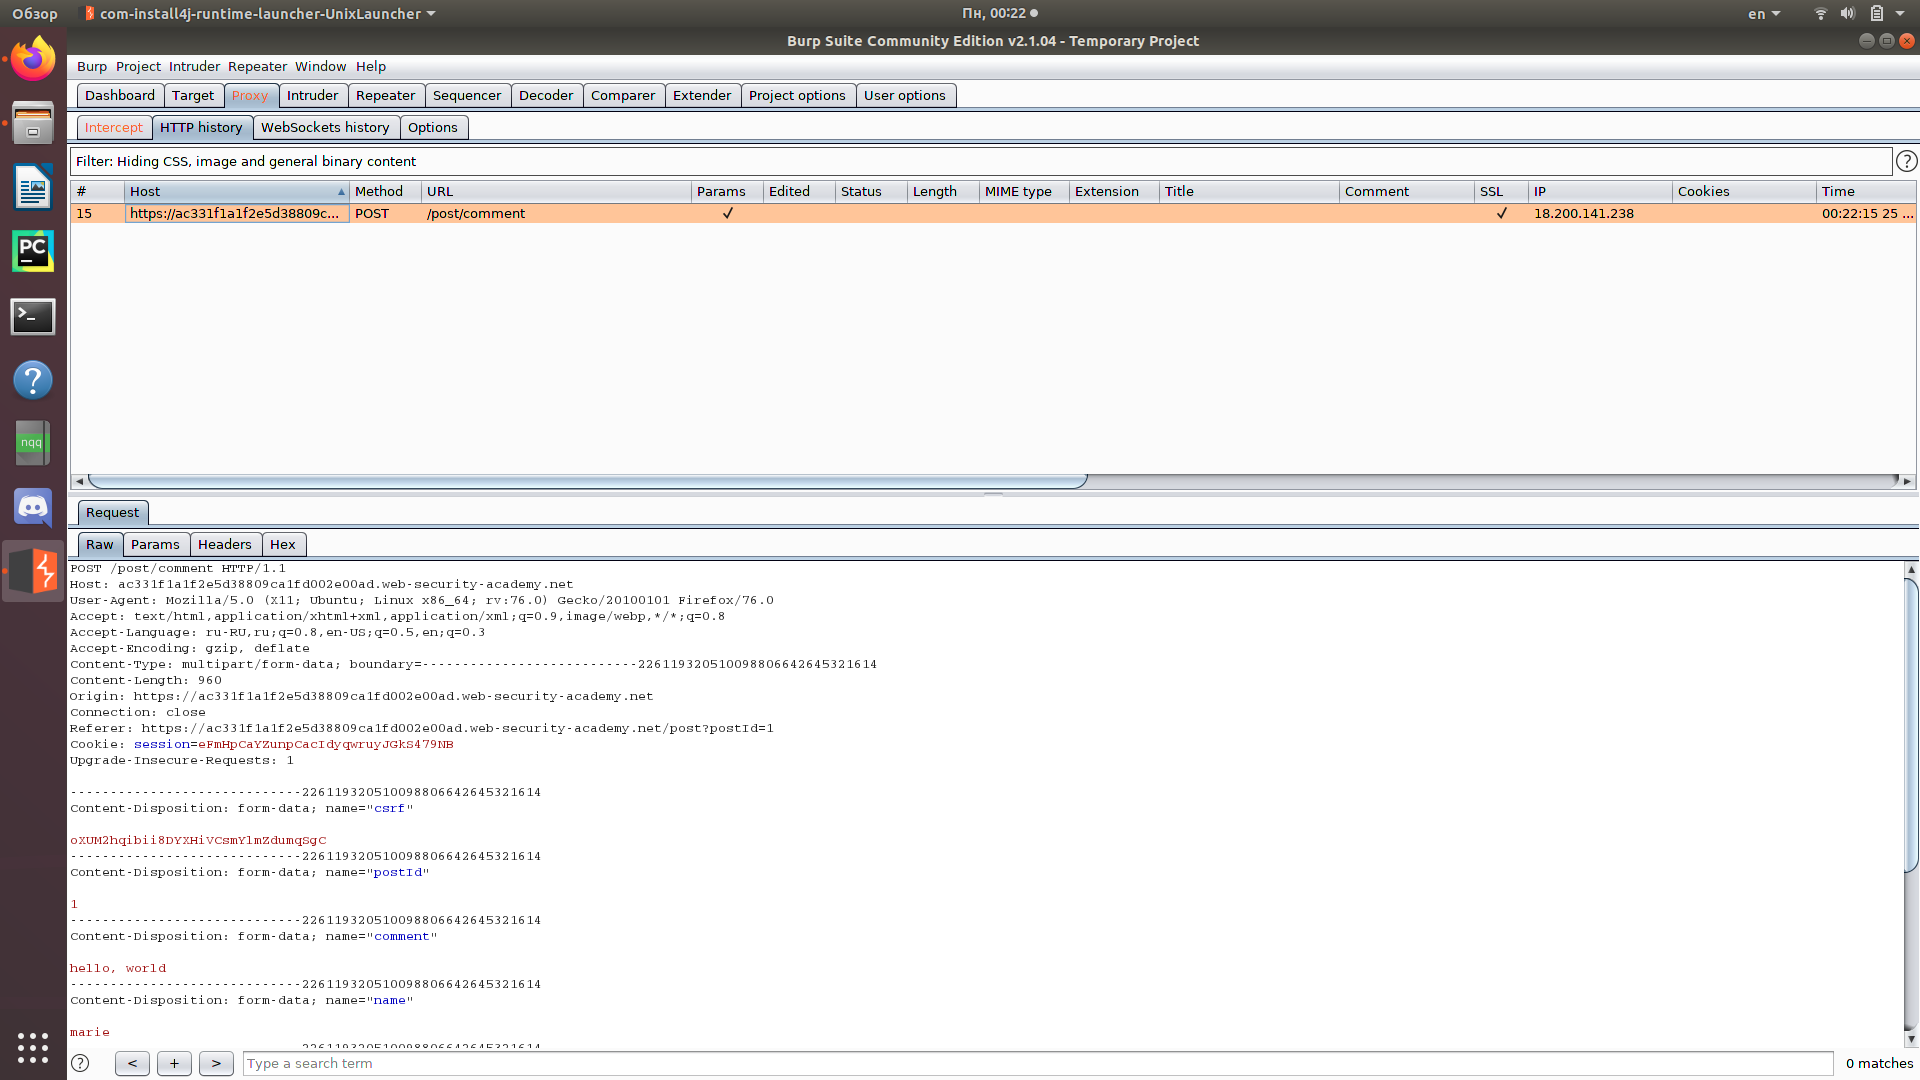 Обзор com-install4j-runtime-launcher-UnixLauncher Пн, 00:22 en
Burp Suite Community Edition v2.1.04 - Temporary Project
Burp Project Intruder Repeater Window Help
Dashboard Target Proxy Intruder Repeater Sequencer Decoder Comparer Extender Project options User options
Intercept HTTP history WebSockets history Options
Filter: Hiding CSS, image and general binary content ?
# Host Method URL Params Edited Status Length MIME type Extension Title Comment SSL IP Cookies Time
15 https://ac331f1a1f2e5d38809c... POST /post/comment ✓ ✓ 18.200.141.238 00:22:15 25 ...
PC
>_
?
nqq
Request
Raw Params Headers Hex
POST /post/comment HTTP/1.1
Host: ac331f1a1f2e5d38809ca1fd002e00ad.web-security-academy.net
User-Agent: Mozilla/5.0 (X11; Ubuntu; Linux x86_64; rv:76.0) Gecko/20100101 Firefox/76.0
Accept: text/html,application/xhtml+xml,application/xml;q=0.9,image/webp,*/*;q=0.8
Accept-Language: ru-RU,ru;q=0.8,en-US;q=0.5,en;q=0.3
Accept-Encoding: gzip, deflate
Content-Type: multipart/form-data; boundary=---------------------------2261193205100988066426453​21614
Content-Length: 960
Origin: https://ac331f1a1f2e5d38809ca1fd002e00ad.web-security-academy.net
Connection: close
Referer: https://ac331f1a1f2e5d38809ca1fd002e00ad.web-security-academy.net/post?postId=1
Cookie: session=eFmHpCaYZunpCacIdyqwruyJGkS479NB
Upgrade-Insecure-Requests: 1
-----------------------------226119320510098806642645321614
Content-Disposition: form-data; name="csrf"
oXUM2hqibii8DYXHiVCsmYlmZdumqSgC
-----------------------------226119320510098806642645321614
Content-Disposition: form-data; name="postId"
1
-----------------------------226119320510098806642645321614
Content-Disposition: form-data; name="comment"
hello, world
-----------------------------226119320510098806642645321614
Content-Disposition: form-data; name="name"
marie
-----------------------------226119320510098806642645321614
? < + > Type a search term 0 matches